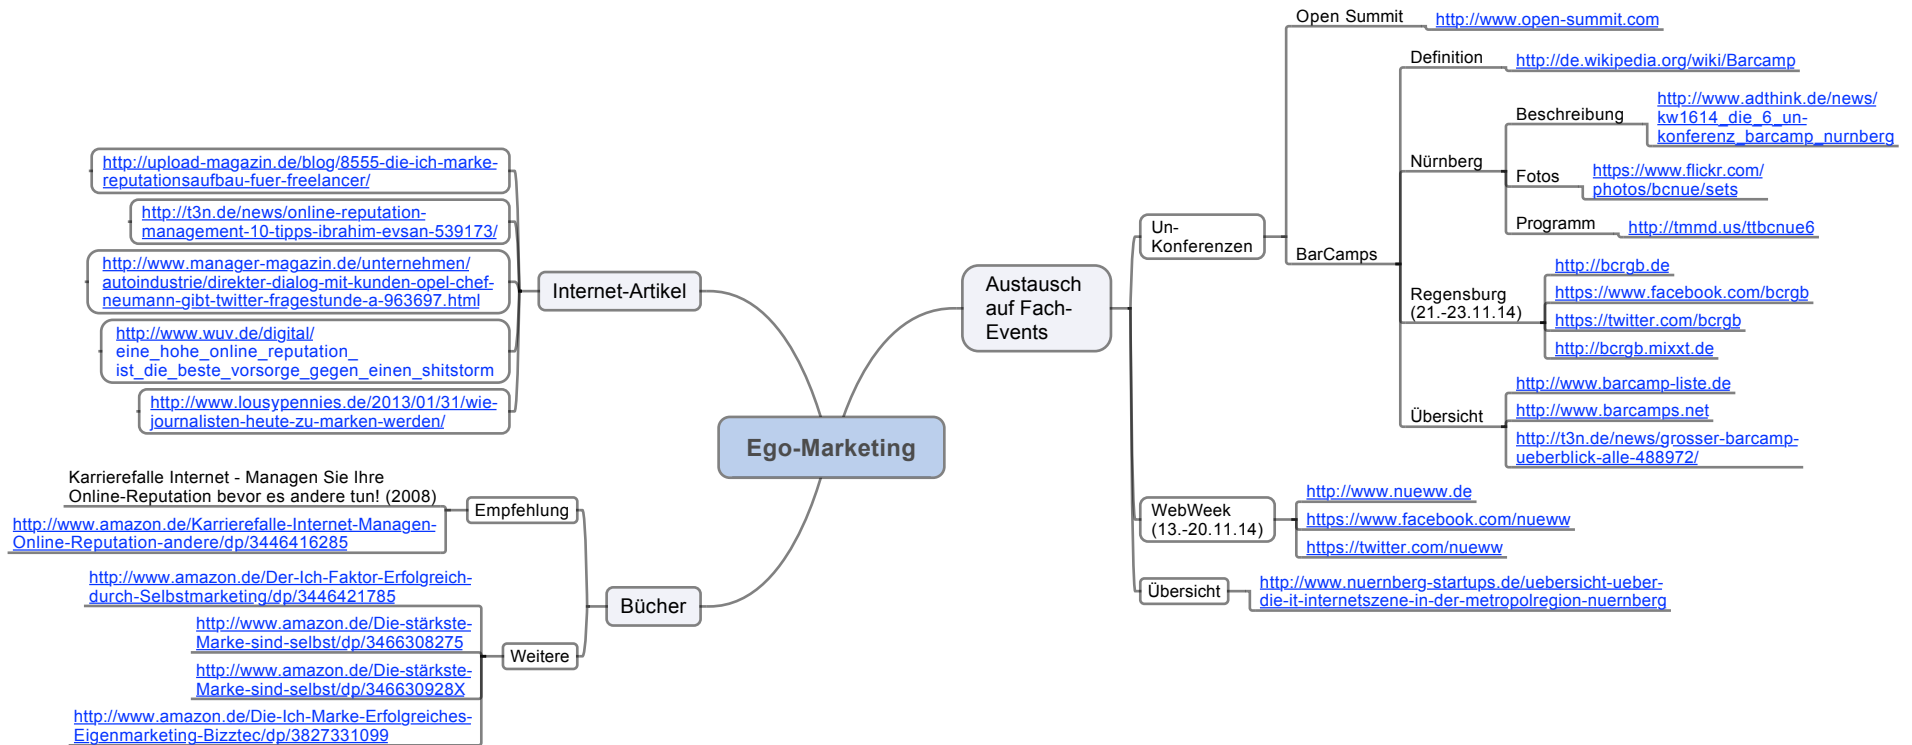 Ego-Marketing
Internet-Artikel
http://upload-magazin.de/blog/8555-die-ich-marke-
reputationsaufbau-fuer-freelancer/
http://t3n.de/news/online-reputation-
management-10-tipps-ibrahim-evsan-539173/
http://www.manager-magazin.de/unternehmen/
autoindustrie/direkter-dialog-mit-kunden-opel-chef-
neumann-gibt-twitter-fragestunde-a-963697.html
http://www.wuv.de/digital/
eine_hohe_online_reputation_
ist_die_beste_vorsorge_gegen_einen_shitstorm
http://www.lousypennies.de/2013/01/31/wie-
journalisten-heute-zu-marken-werden/
Bücher
Empfehlung
Karrierefalle Internet - Managen Sie Ihre
Online-Reputation bevor es andere tun! (2008)
http://www.amazon.de/Karrierefalle-Internet-Managen-
Online-Reputation-andere/dp/3446416285
Weitere
http://www.amazon.de/Der-Ich-Faktor-Erfolgreich-
durch-Selbstmarketing/dp/3446421785
http://www.amazon.de/Die-stärkste-
Marke-sind-selbst/dp/3466308275
http://www.amazon.de/Die-stärkste-
Marke-sind-selbst/dp/346630928X
http://www.amazon.de/Die-Ich-Marke-Erfolgreiches-
Eigenmarketing-Bizztec/dp/3827331099
Austausch
auf Fach-
Events
Un-
Konferenzen
Open Summit
http://www.open-summit.com
BarCamps
Definition
http://de.wikipedia.org/wiki/Barcamp
Nürnberg
Beschreibung
http://www.adthink.de/news/
kw1614_die_6_un-
konferenz_barcamp_nurnberg
Fotos
https://www.flickr.com/
photos/bcnue/sets
Programm
http://tmmd.us/ttbcnue6
Regensburg
(21.-23.11.14)
http://bcrgb.de
https://www.facebook.com/bcrgb
https://twitter.com/bcrgb
http://bcrgb.mixxt.de
Übersicht
http://www.barcamp-liste.de
http://www.barcamps.net
http://t3n.de/news/grosser-barcamp-
ueberblick-alle-488972/
WebWeek
(13.-20.11.14)
http://www.nueww.de
https://www.facebook.com/nueww
https://twitter.com/nueww
Übersicht
http://www.nuernberg-startups.de/uebersicht-ueber-
die-it-internetszene-in-der-metropolregion-nuernberg